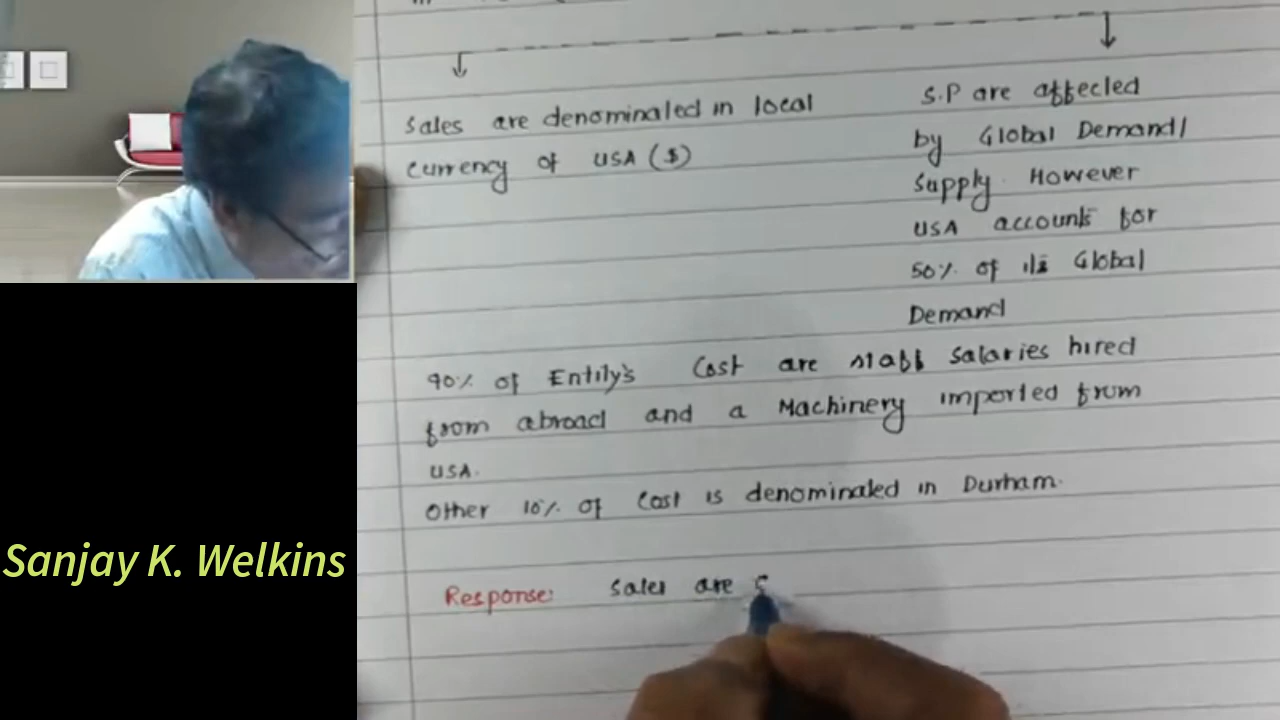 Sales are denominated in local
currency of USA ($)
S.P are affected
by Global Demand/
Supply. However
USA accounts for
50% of its Global
Demand
90% of Entity's Cost are staff salaries hired
from abroad and a Machinery imported from
USA.
Other 10% of Cost is denominated in Durham.
Response: Sales are
Sanjay K. Welkins